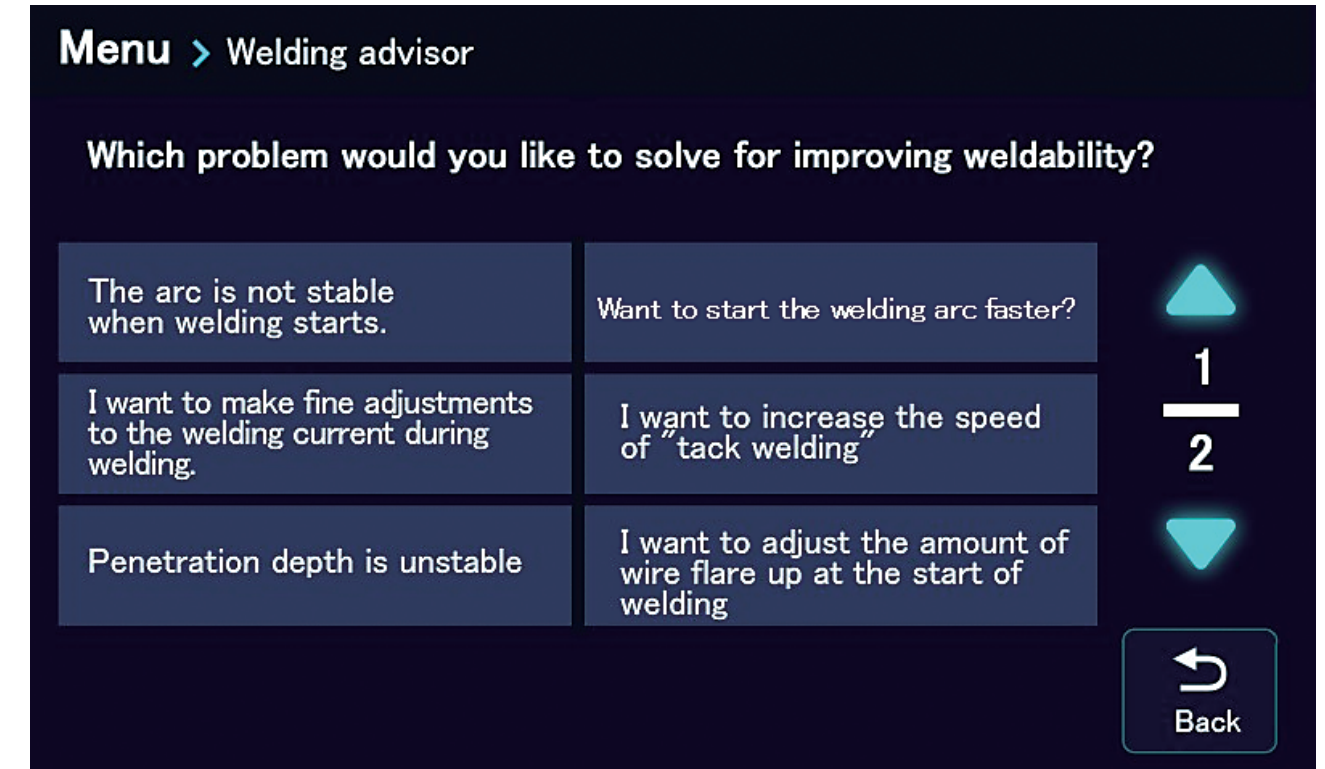 Menu > Welding advisor
Which problem would you like to solve for improving weldability?
The arc is not stable
when welding starts.
Want to start the welding arc faster?
I want to make fine adjustments
to the welding current during
welding.
I want to increase the speed
of "tack welding"
Penetration depth is unstable
I want to adjust the amount of
wire flare up at the start of
welding
1
2
Back